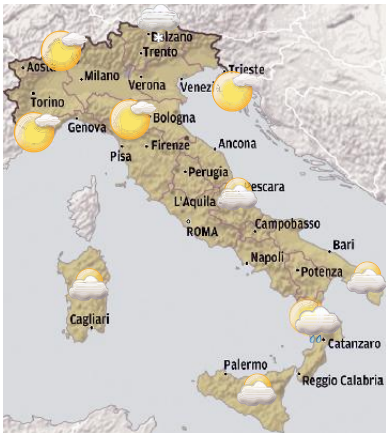 Bolzano
Trento
Aosta
Milano
Verona
Venezi
Trieste
Torino
Genova
Bologna
Pisa
Firenze
Ancona
Perugia
Pescara
L'Aquila
ROMA
Campobasso
Bari
Napoli
Potenza
Cagliari
Catanzaro
Palermo
Reggio Calabria